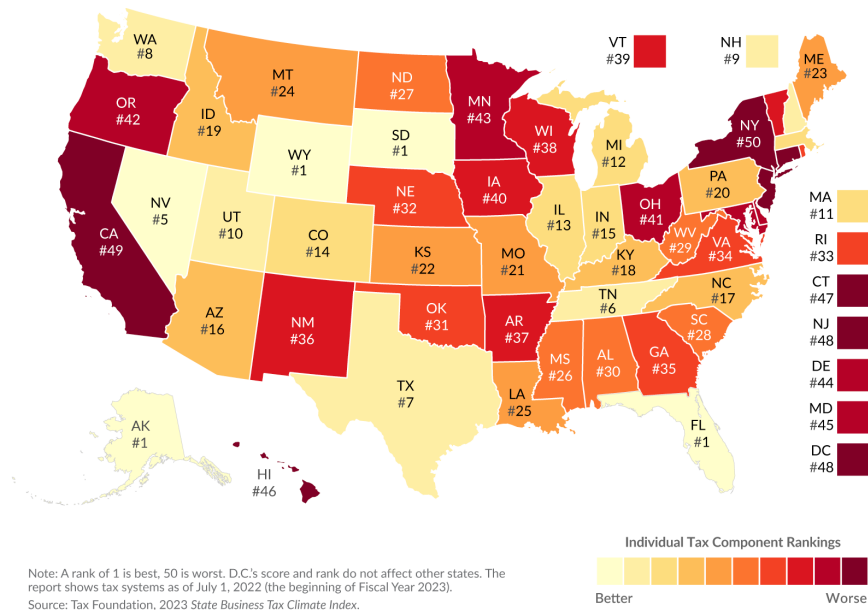 WA
#8
VT
#39
NH
#9
ME
#23
MT
#24
ND
#27
MN
#43
OR
#42
ID
#19
WY
#1
SD
#1
WI
#38
MI
#12
NY
#50
NV
#5
UT
#10
CO
#14
NE
#32
IA
#40
IL
#13
IN
#15
OH
#41
PA
#20
CA
#49
KS
#22
MO
#21
KY
#18
WV
#29
VA
#34
MA
#11
RI
#33
CT
#47
NJ
#48
DE
#44
MD
#45
DC
#48
AZ
#16
NM
#36
OK
#31
AR
#37
TN
#6
NC
#17
SC
#28
TX
#7
LA
#25
MS
#26
AL
#30
GA
#35
FL
#1
AK
#1
HI
#46
Individual Tax Component Rankings
Better
Worse
Note: A rank of 1 is best, 50 is worst. D.C.'s score and rank do not affect other states. The
report shows tax systems as of July 1, 2022 (the beginning of Fiscal Year 2023).
Source: Tax Foundation, 2023 State Business Tax Climate Index.